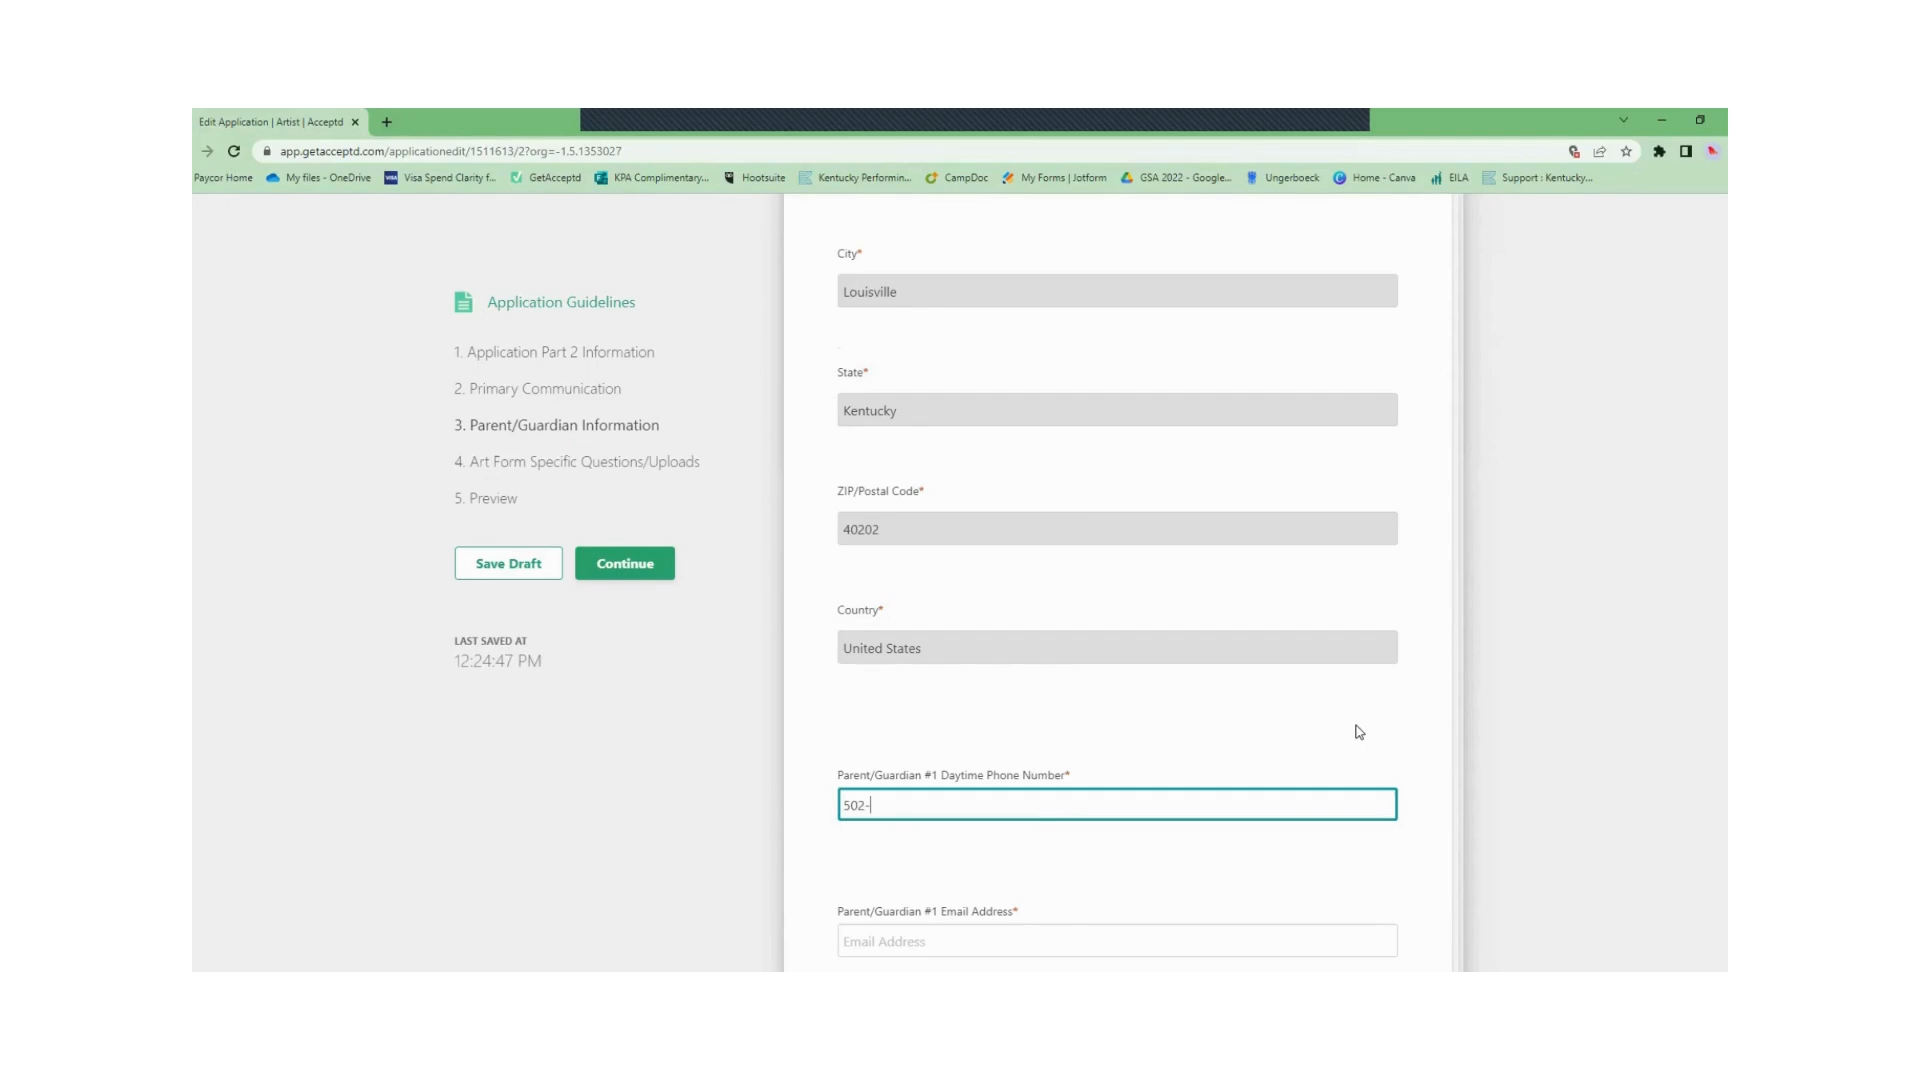 Edit Application | Artist | Acceptd
app.getacceptd.com/applicationedit/1511613/2?org=-1.5.1353027
Paycor Home My files - OneDrive VISA Visa Spend Clarity f... GetAcceptd KPA Complimentary... Hootsuite Kentucky Performin... CampDoc My Forms | Jotform GSA 2022 - Google... Ungerboeck Home - Canva EILA Support : Kentucky...
Application Guidelines
1. Application Part 2 Information
2. Primary Communication
3. Parent/Guardian Information
4. Art Form Specific Questions/Uploads
5. Preview
Save Draft Continue
LAST SAVED AT
12:24:47 PM
City*
Louisville
State*
Kentucky
ZIP/Postal Code*
40202
Country*
United States
Parent/Guardian #1 Daytime Phone Number*
502-
Parent/Guardian #1 Email Address*
Email Address